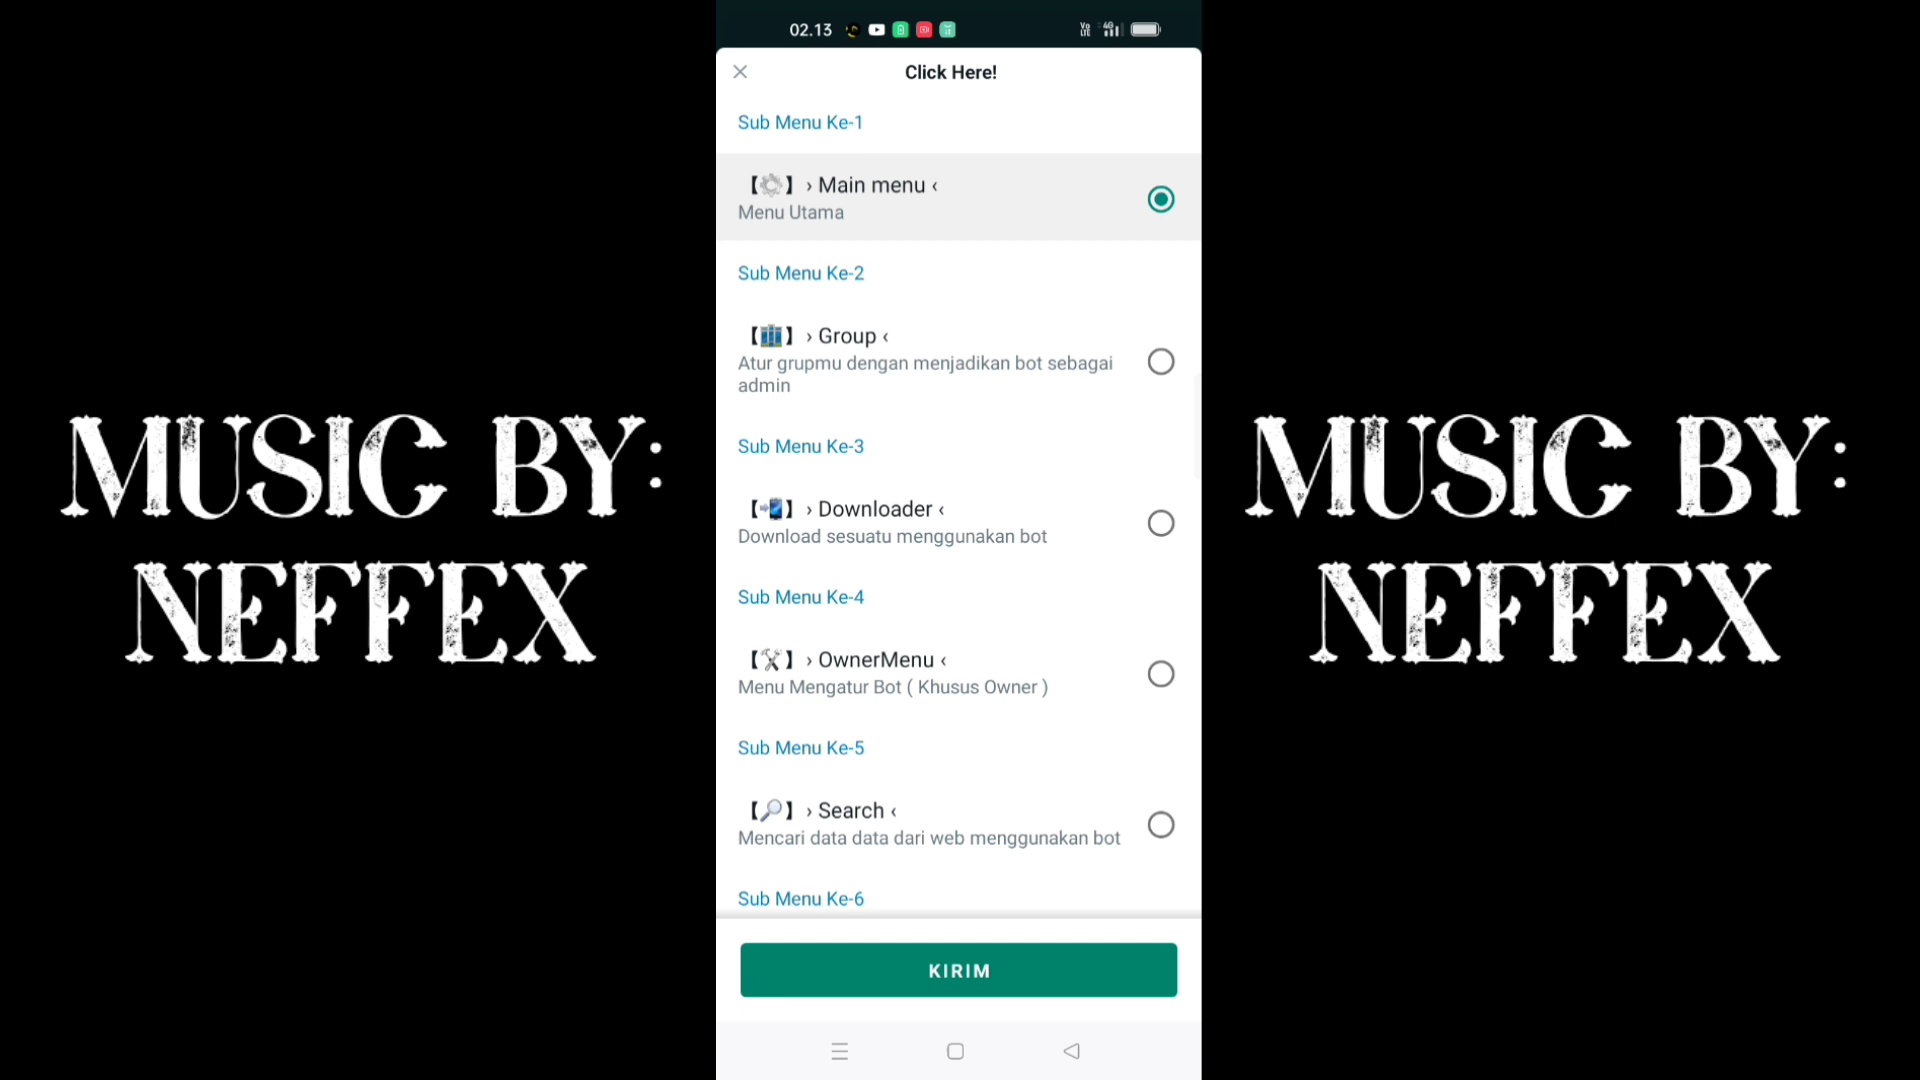 02.13
Click Here!
Sub Menu Ke-1
【⚙】 › Main menu ‹
Menu Utama
Sub Menu Ke-2
【🏢】 › Group ‹
Atur grupmu dengan menjadikan bot sebagai
admin
Sub Menu Ke-3
【📲】 › Downloader ‹
Download sesuatu menggunakan bot
Sub Menu Ke-4
【🛠】 › OwnerMenu ‹
Menu Mengatur Bot ( Khusus Owner )
Sub Menu Ke-5
【🔎】 › Search ‹
Mencari data data dari web menggunakan bot
Sub Menu Ke-6
KIRIM
MUSIC BY:
NEFFEX
MUSIC BY:
NEFFEX